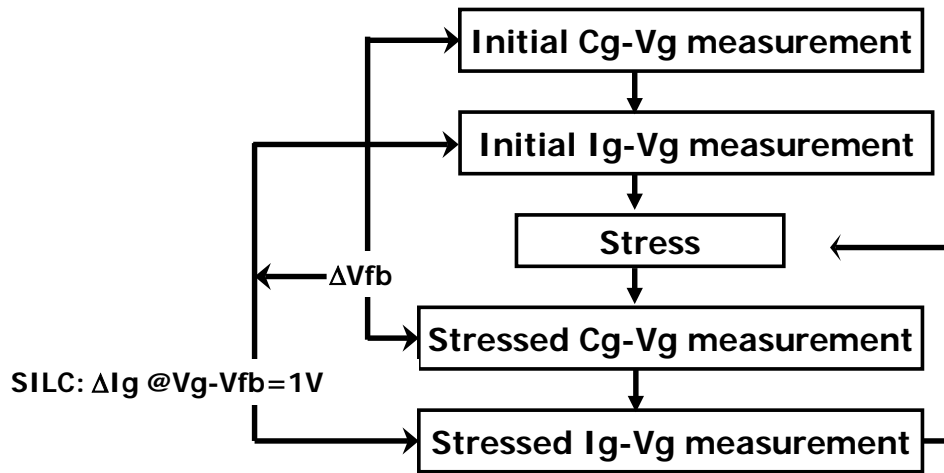 Initial Cg-Vg measurement
Initial Ig-Vg measurement
Stress
ΔVfb
Stressed Cg-Vg measurement
SILC: ΔIg @Vg-Vfb=1V
Stressed Ig-Vg measurement